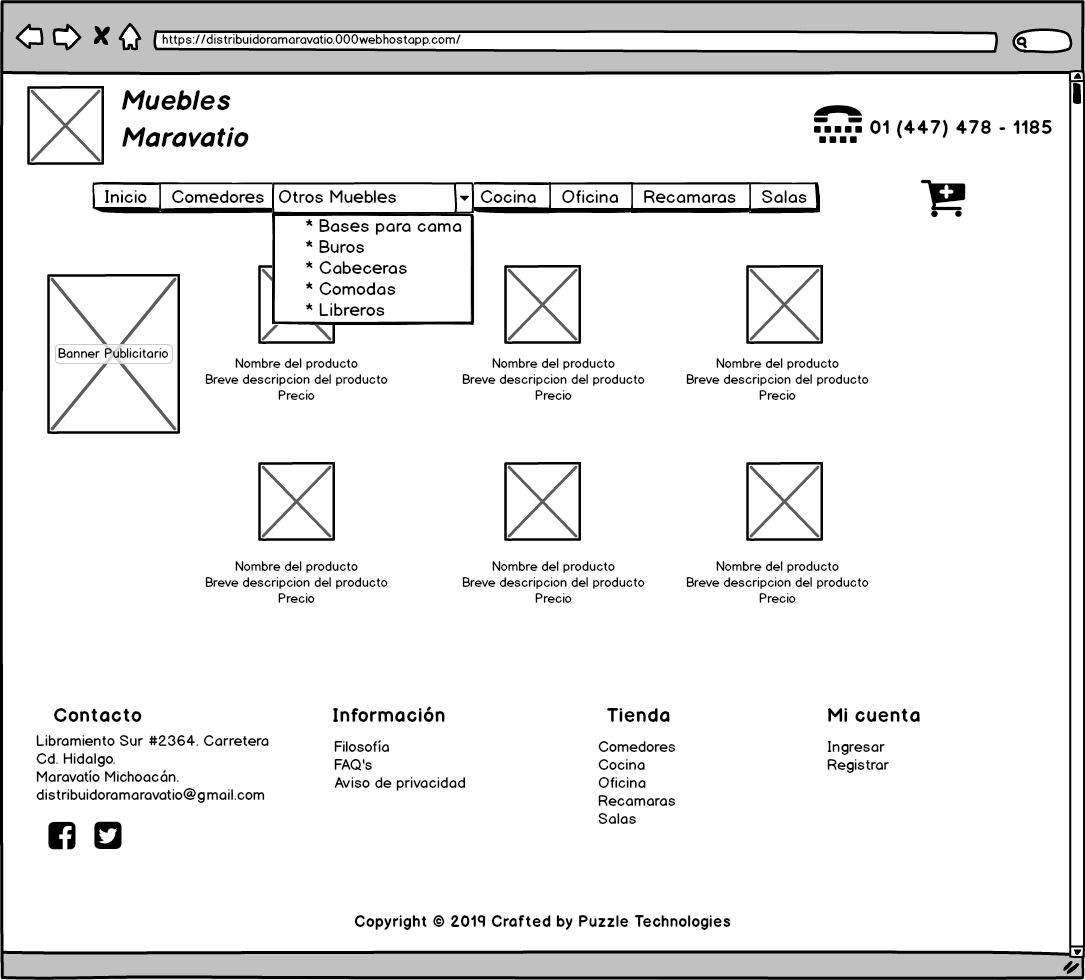 https://distribuidoramaravatio.000webhostapp.com/
Muebles
Maravatio
01 (447) 478 - 1185
Inicio Comedores Otros Muebles Cocina Oficina Recamaras Salas
* Bases para cama
* Buros
* Cabeceras
* Comodas
* Libreros
Banner Publicitario
Nombre del producto Nombre del producto Nombre del producto
Breve descripcion del producto Breve descripcion del producto Breve descripcion del producto
Precio Precio Precio
Nombre del producto Nombre del producto Nombre del producto
Breve descripcion del producto Breve descripcion del producto Breve descripcion del producto
Precio Precio Precio
Contacto
Libramiento Sur #2364. Carretera
Cd. Hidalgo.
Maravatío Michoacán.
distribuidoramaravatio@gmail.com
Información
Filosofía
FAQ's
Aviso de privacidad
Tienda
Comedores
Cocina
Oficina
Recamaras
Salas
Mi cuenta
Ingresar
Registrar
Copyright © 2019 Crafted by Puzzle Technologies